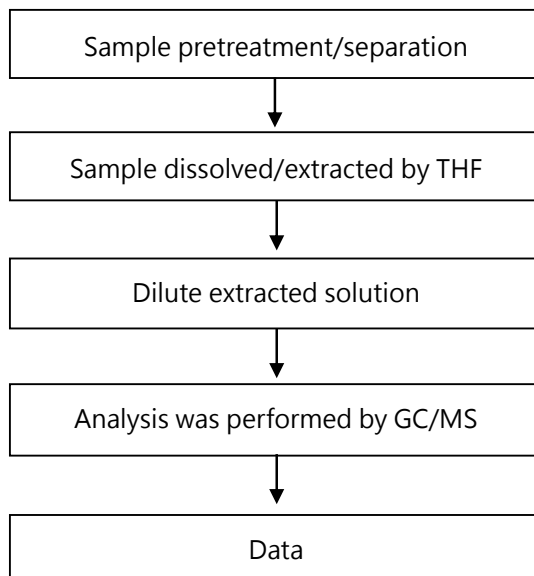 Sample pretreatment/separation
Sample dissolved/extracted by THF
Dilute extracted solution
Analysis was performed by GC/MS
Data